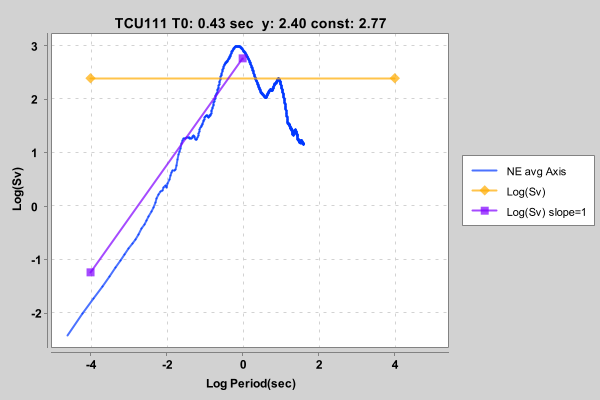 TCU111 T0: 0.43 sec  y: 2.40 const: 2.77
Log(Sv)
3
2
1
0
-1
-2
-4
-2
0
2
4
Log Period(sec)
NE avg Axis
Log(Sv)
Log(Sv) slope=1